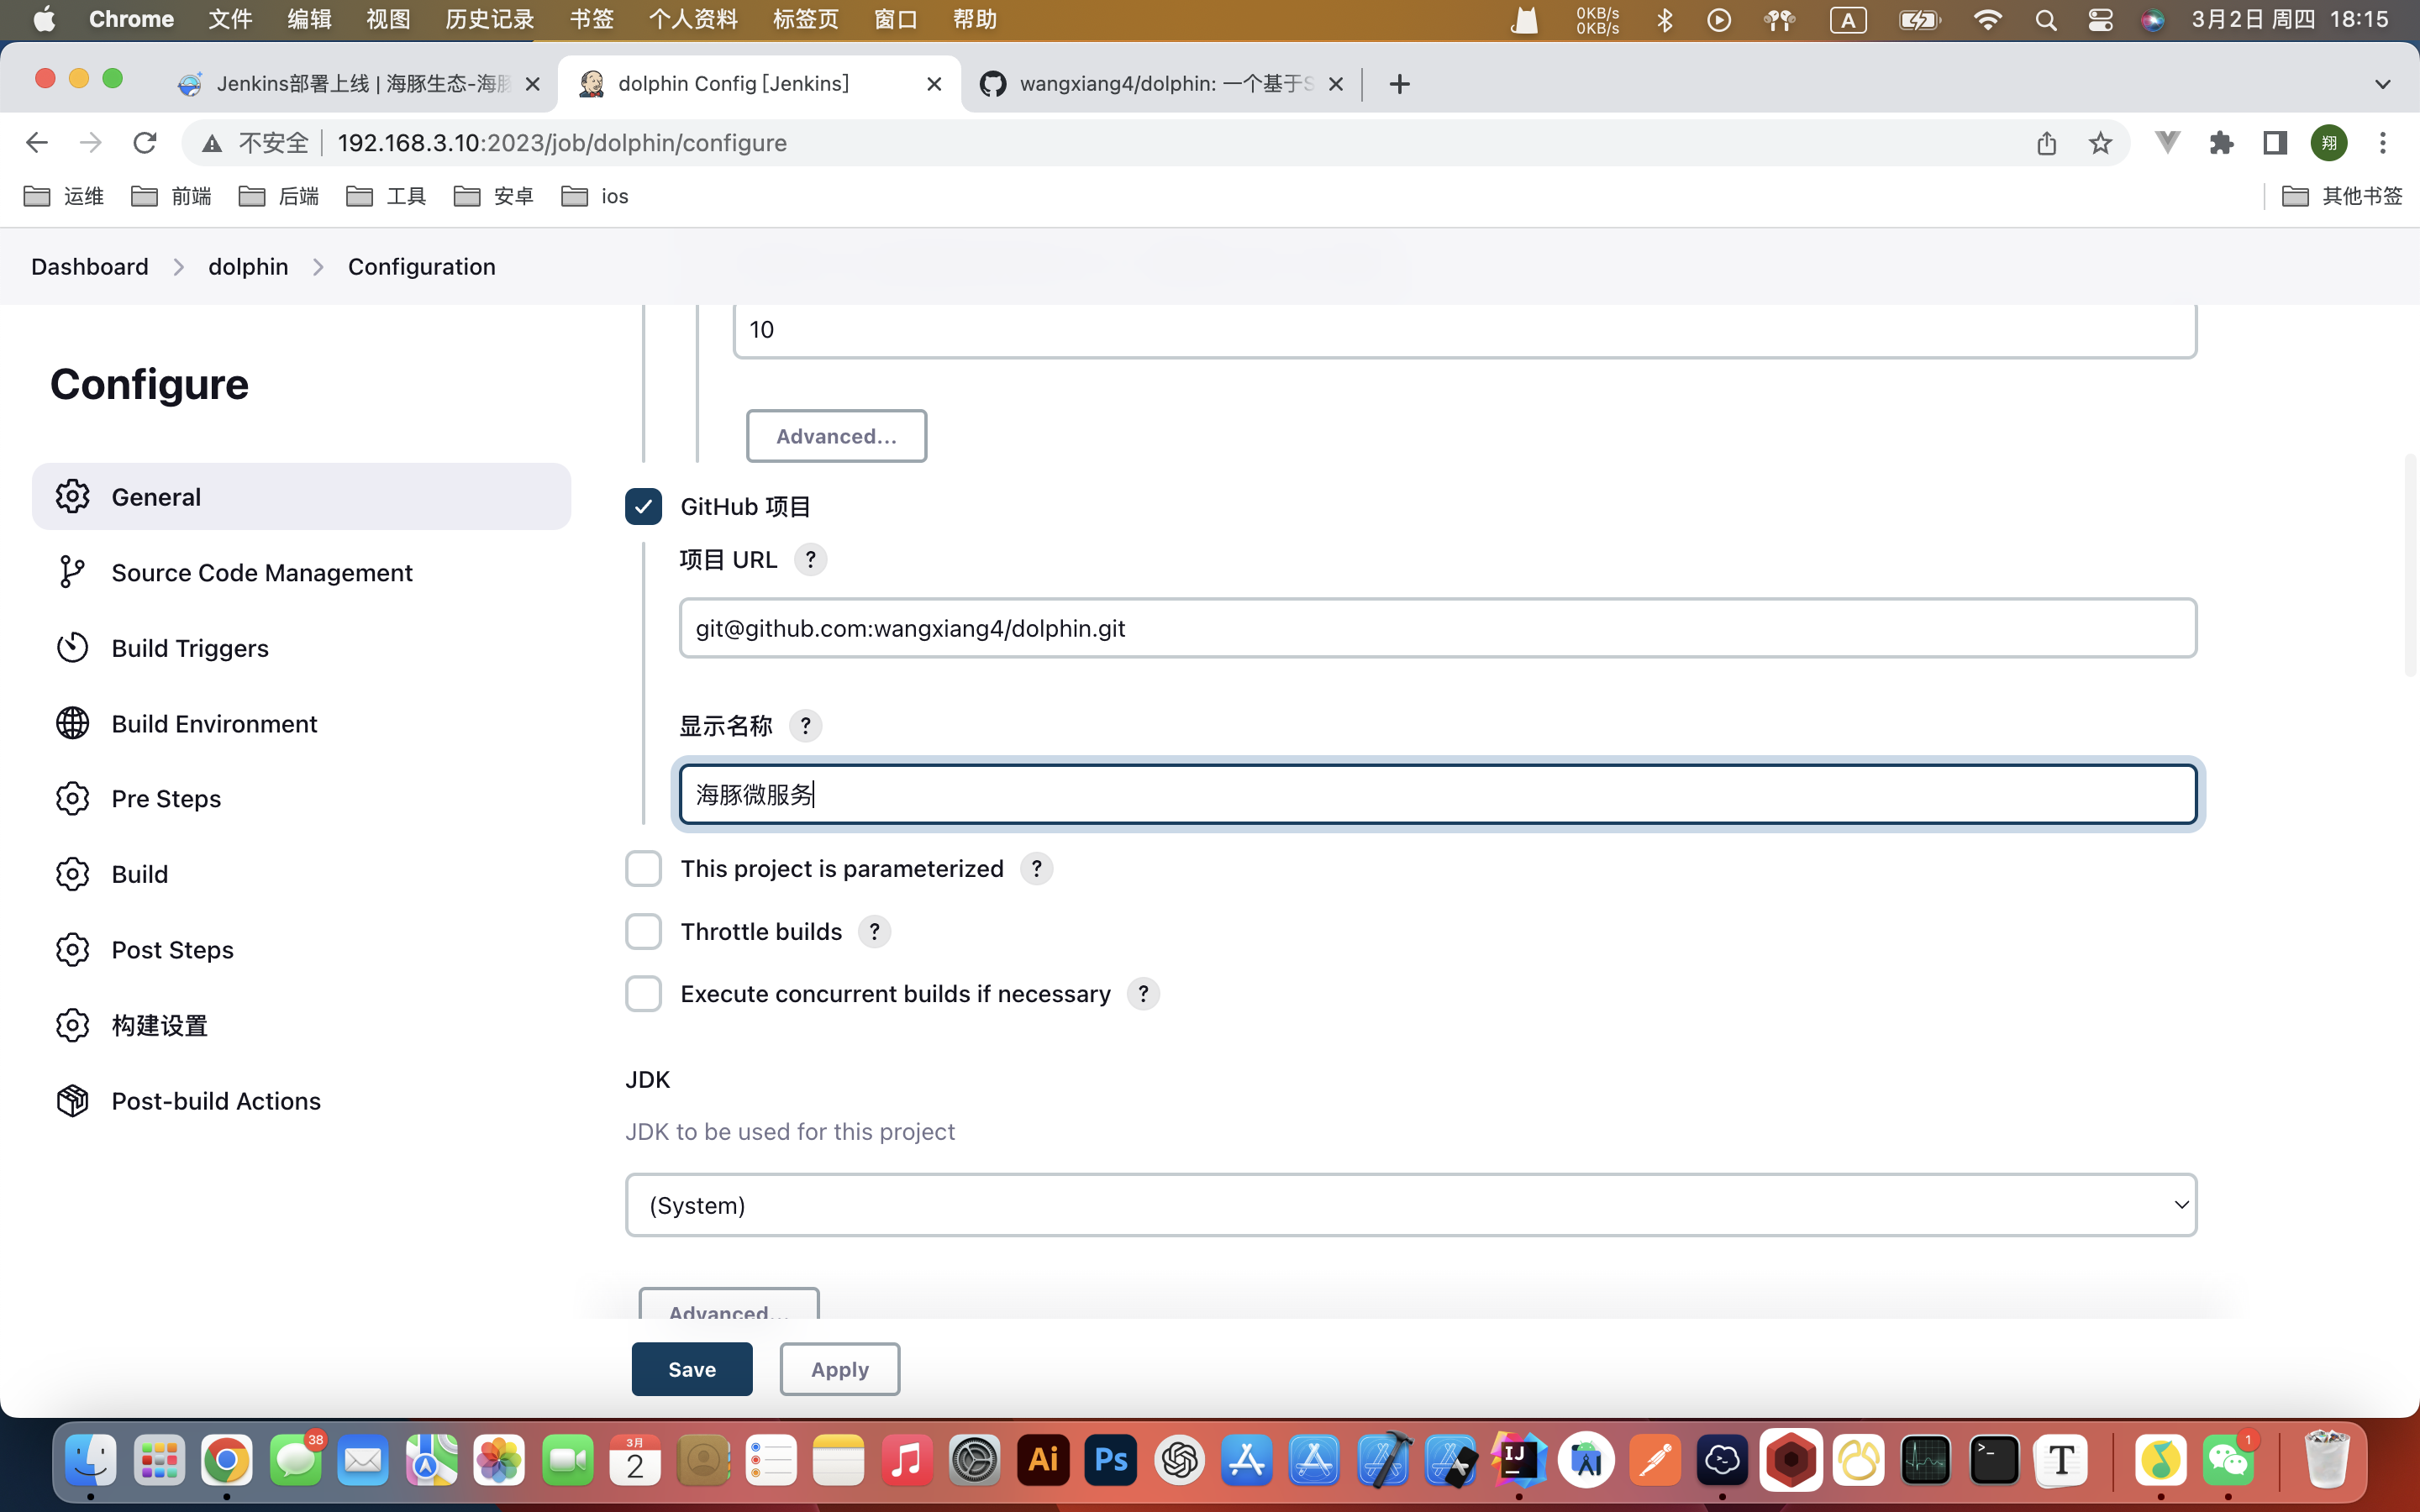 Chrome 文件 编辑 视图 历史记录 书签 个人资料 标签页 窗口 帮助 0KB/s 0KB/s A 3月2日 周四 18:15
Jenkins部署上线 | 海豚生态-海豚 dolphin Config [Jenkins] wangxiang4/dolphin: 一个基于S
不安全 192.168.3.10:2023/job/dolphin/configure 翔
运维 前端 后端 工具 安卓 ios 其他书签
Dashboard dolphin Configuration
10
Configure
Advanced...
General
GitHub 项目
项目 URL ?
Source Code Management
git@github.com:wangxiang4/dolphin.git
Build Triggers
Build Environment
显示名称 ?
海豚微服务
Pre Steps
Build
This project is parameterized ?
Throttle builds ?
Post Steps
Execute concurrent builds if necessary ?
构建设置
JDK
Post-build Actions
JDK to be used for this project
(System)
Advanced...
Save Apply
38 3月 2 Ai Ps IJ >_ T 1